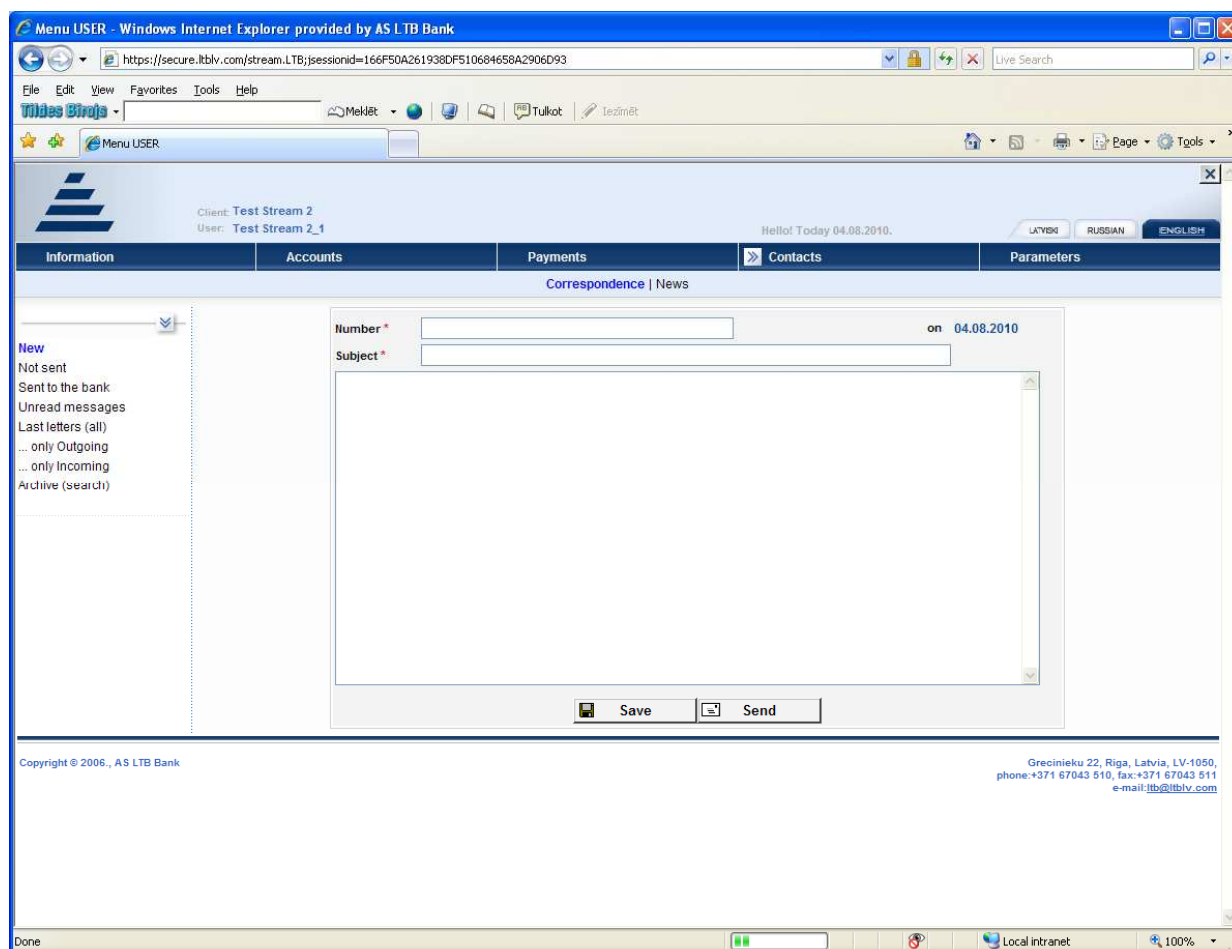 Menu USER - Windows Internet Explorer provided by AS LTB Bank
https://secure.ltblv.com/stream.LTB;jsessionid=166F50A261938DF510684658A2906D93
Live Search
File Edit View Favorites Tools Help
Tildes Birojs Meklēt Tulkot Iezīmēt
Menu USER
Page Tools
Client: Test Stream 2
User: Test Stream 2_1
Hello! Today 04.08.2010.
LATVISKI RUSSIAN ENGLISH
Information Accounts Payments Contacts Parameters
Correspondence | News
Number * on 04.08.2010
Subject *
New
Not sent
Sent to the bank
Unread messages
Last letters (all)
... only Outgoing
... only Incoming
Archive (search)
Save Send
Copyright © 2006., AS LTB Bank
Grecinieku 22, Riga, Latvia, LV-1050,
phone:+371 67043 510, fax:+371 67043 511
e-mail:ltb@ltblv.com
Done Local intranet 100%